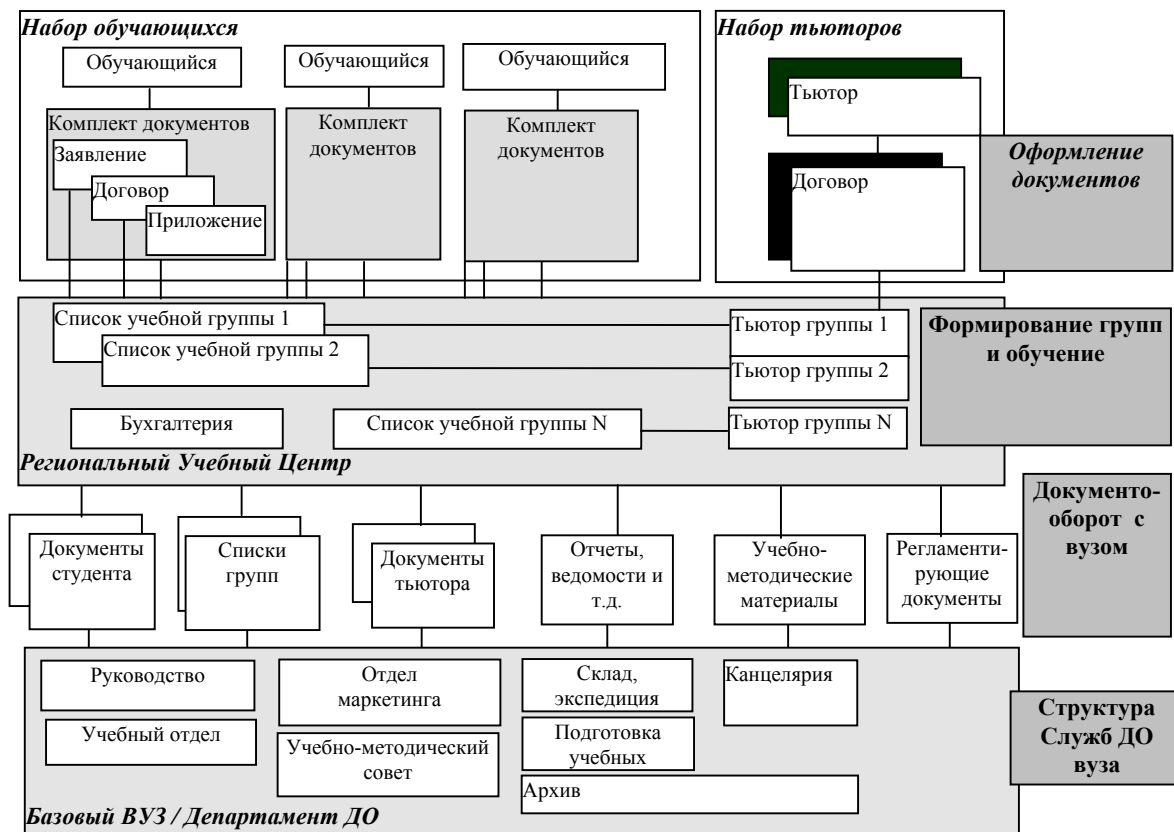 Набор обучающихся
Набор тьюторов
Обучающийся
Обучающийся
Обучающийся
Тьютор
Комплект документов
Комплект
документов
Комплект
документов
Заявление
Договор
Приложение
Договор
Оформление
документов
Список учебной группы 1
Список учебной группы 2
Тьютор группы 1
Тьютор группы 2
Формирование групп
и обучение
Бухгалтерия
Список учебной группы N
Тьютор группы N
Региональный Учебный Центр
Документо-
оборот с
вузом
Документы
студента
Списки
групп
Документы
тьютора
Отчеты,
ведомости и
т.д.
Учебно-
методические
материалы
Регламенти-
рующие
документы
Руководство
Отдел
маркетинга
Склад,
экспедиция
Канцелярия
Учебный отдел
Учебно-методический
совет
Подготовка
учебных
Архив
Структура
Служб ДО
вуза
Базовый ВУЗ / Департамент ДО